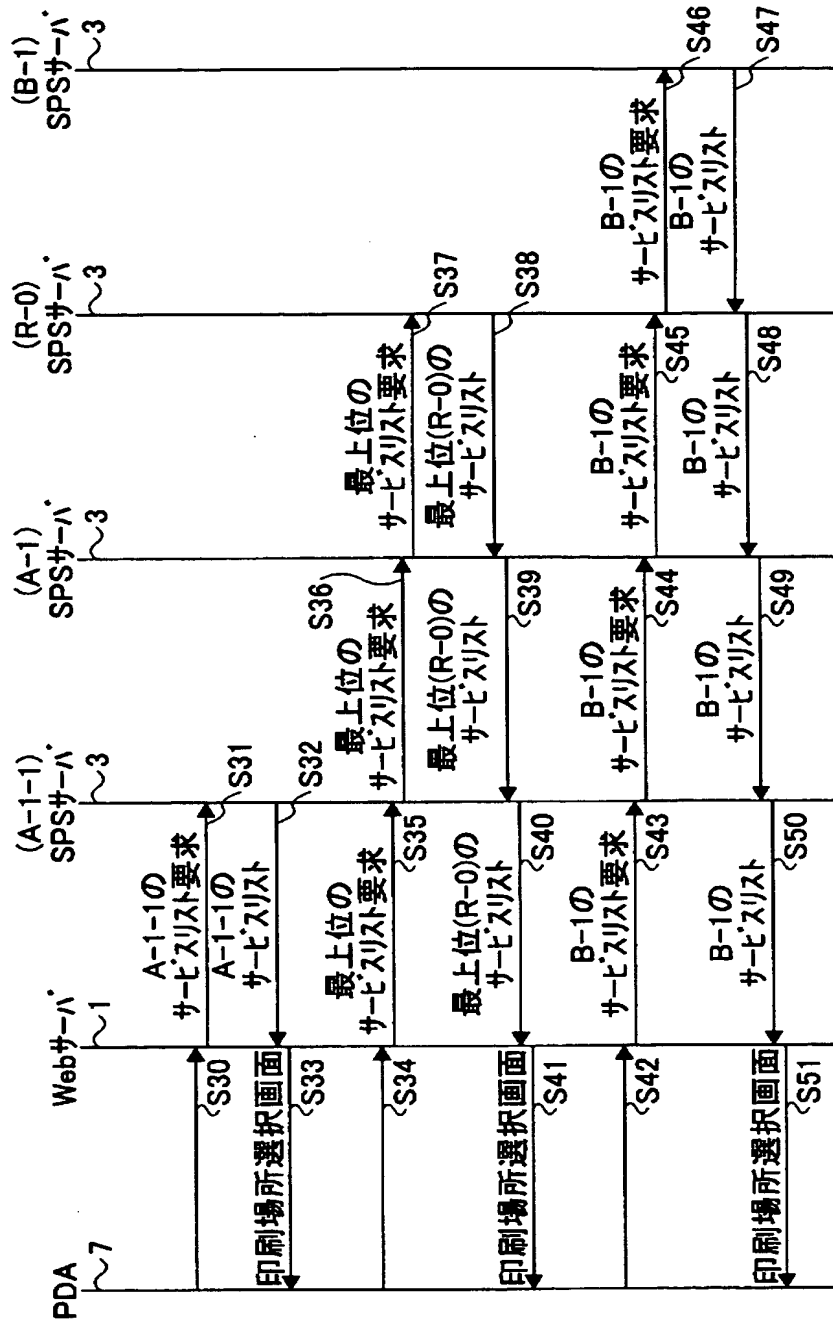 PDA
7
Webサーバ
1
(A-1-1)
SPSサーバ
3
(A-1)
SPSサーバ
3
(R-0)
SPSサーバ
3
(B-1)
SPSサーバ
3
S30
A-1-1の
サービスリスト要求
S31
A-1-1の
サービスリスト
S32
印刷場所選択画面
S33
S34
最上位の
サービスリスト要求
S35
最上位の
サービスリスト要求
S36
最上位の
サービスリスト要求
S37
最上位(R-0)の
サービスリスト
S38
最上位(R-0)の
サービスリスト
S39
最上位(R-0)の
サービスリスト
S40
印刷場所選択画面
S41
S42
B-1の
サービスリスト要求
S43
B-1の
サービスリスト要求
S44
B-1の
サービスリスト要求
S45
B-1の
サービスリスト要求
S46
B-1の
サービスリスト
S47
B-1の
サービスリスト
S48
B-1の
サービスリスト
S49
B-1の
サービスリスト
S50
印刷場所選択画面
S51